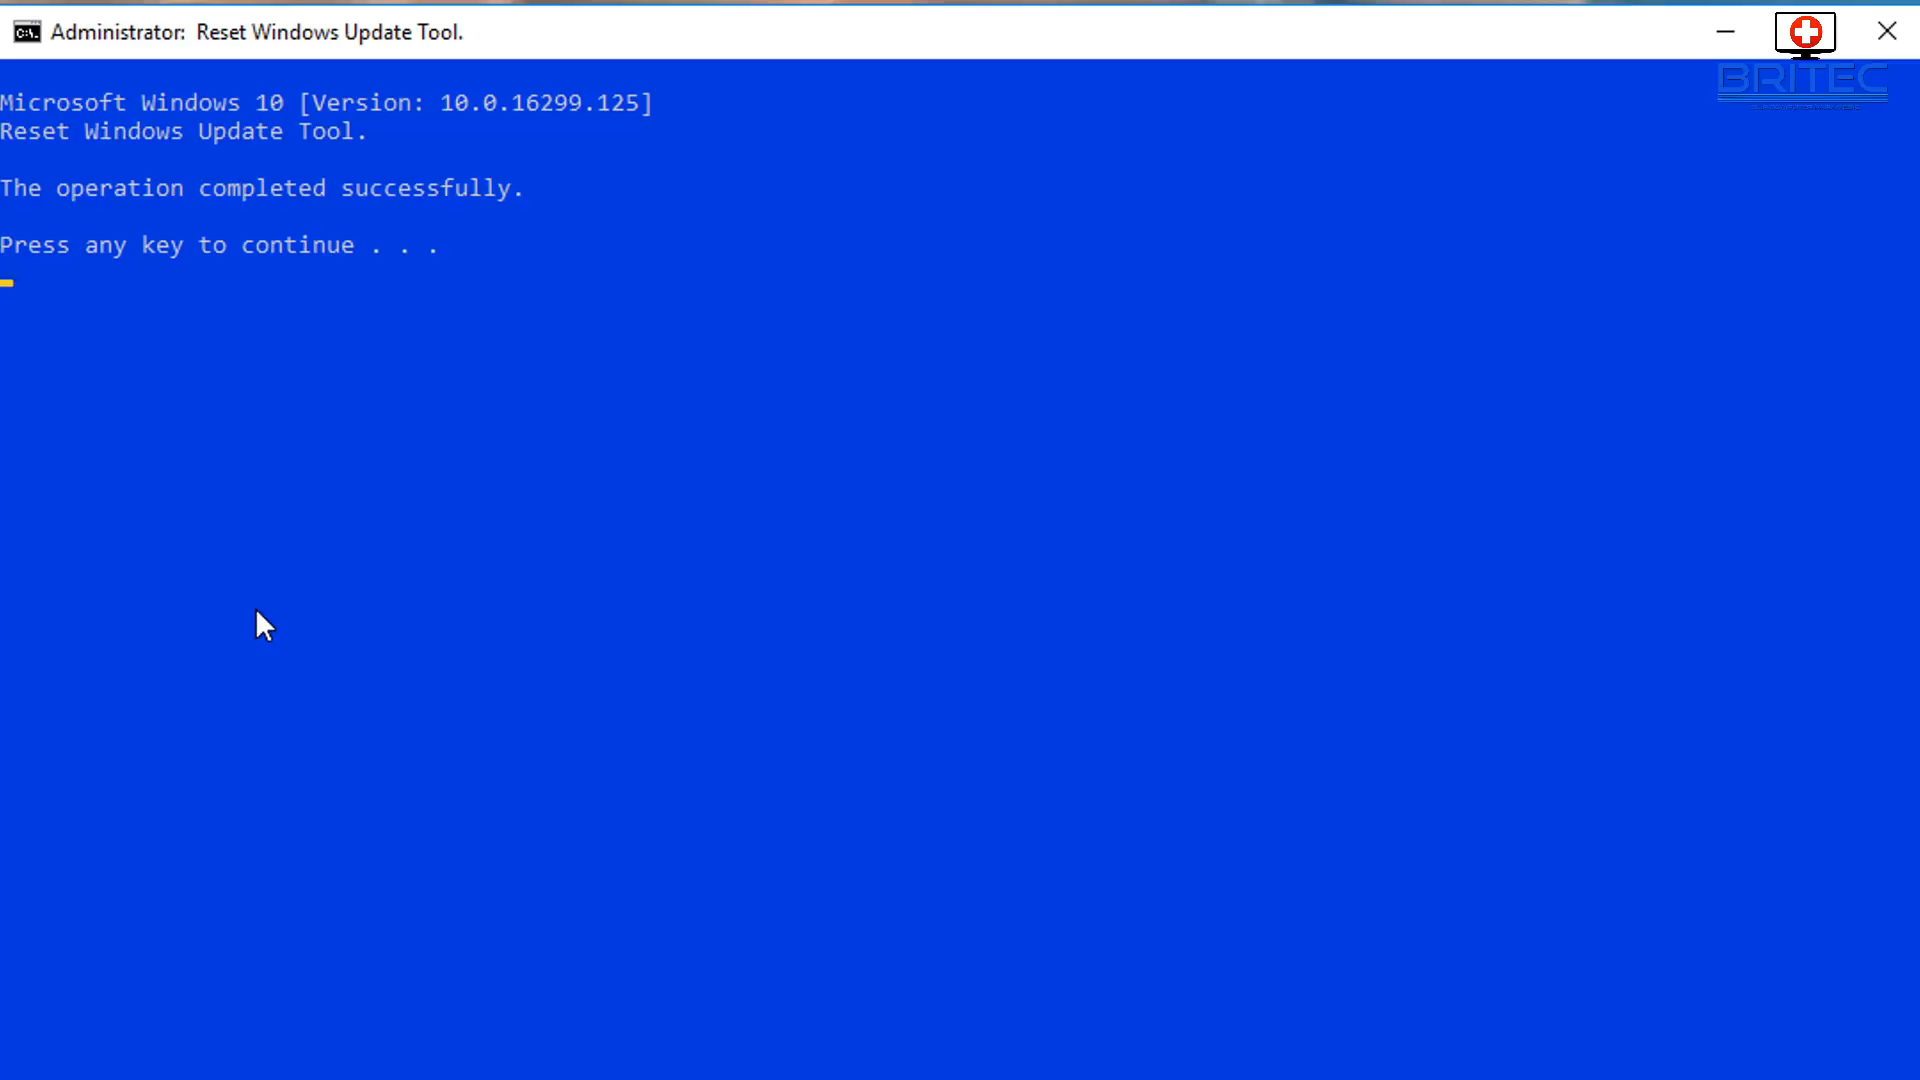 Administrator:  Reset Windows Update Tool.
BRITEC
Microsoft Windows 10 [Version: 10.0.16299.125]
Reset Windows Update Tool.
The operation completed successfully.
Press any key to continue . . .